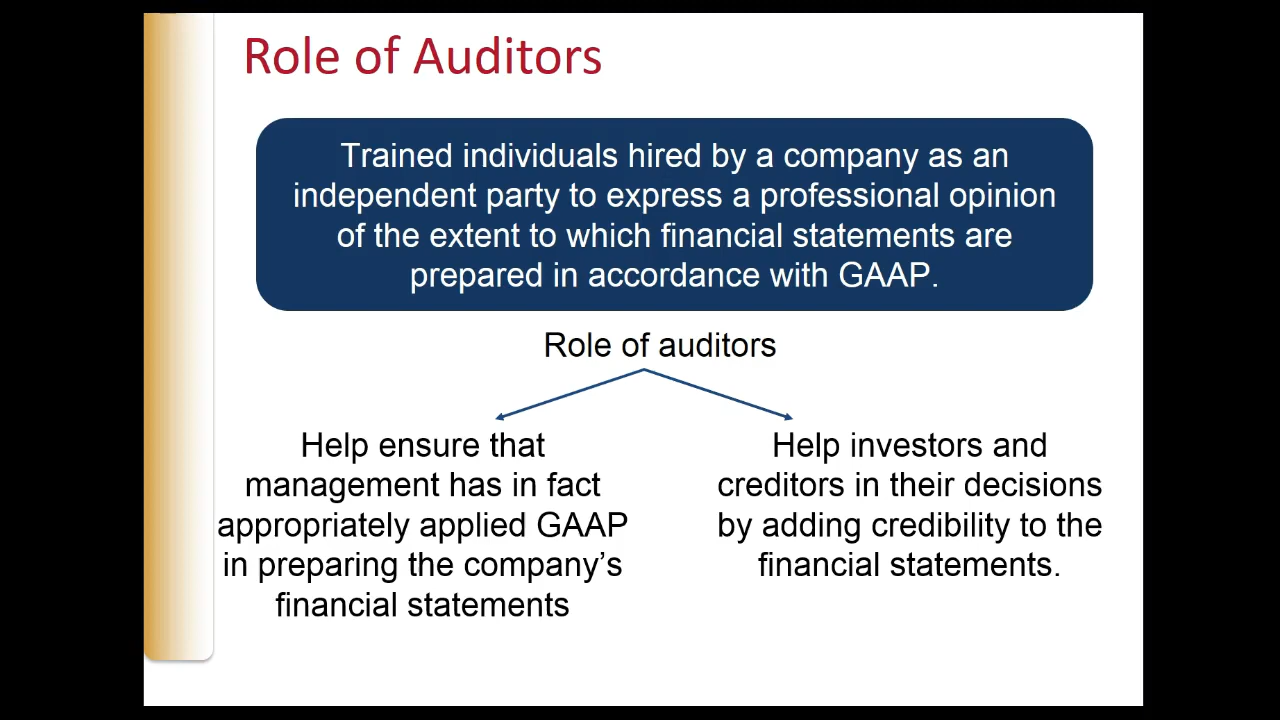 Role of Auditors
Trained individuals hired by a company as an
independent party to express a professional opinion
of the extent to which financial statements are
prepared in accordance with GAAP.
Role of auditors
Help ensure that
management has in fact
appropriately applied GAAP
in preparing the company’s
financial statements
Help investors and
creditors in their decisions
by adding credibility to the
financial statements.